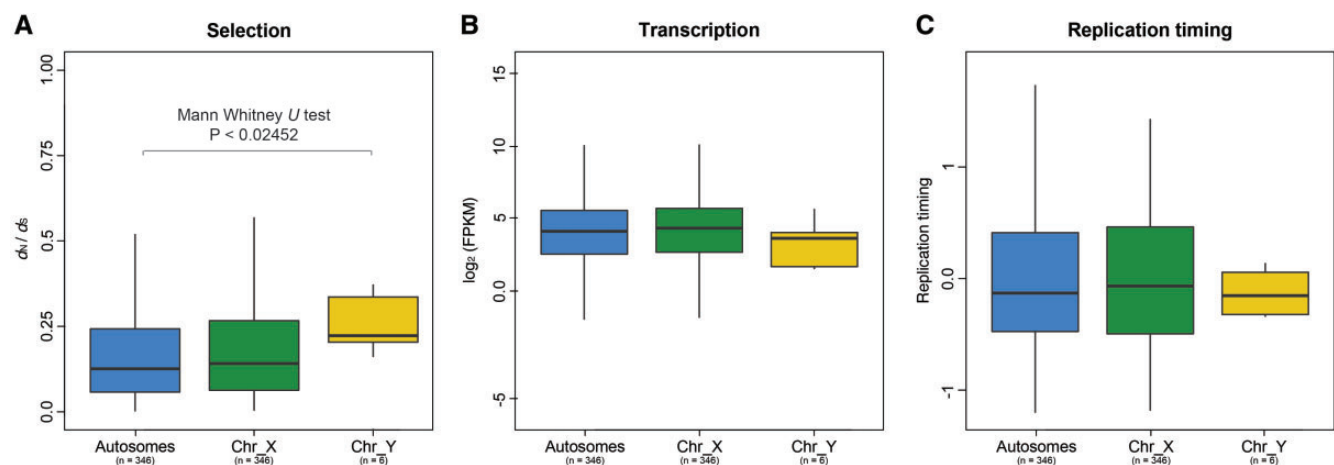 A
Selection
1.00
0.75
0.5
0.25
0.0
dN / dS
Mann Whitney U test
P < 0.02452
Autosomes
(n = 346)
Chr_X
(n = 346)
Chr_Y
(n = 6)
B
Transcription
15
10
5
0.0
-5
log2 (FPKM)
Autosomes
(n = 346)
Chr_X
(n = 346)
Chr_Y
(n = 6)
C
Replication timing
1
0.0
-1
Replication timing
Autosomes
(n = 346)
Chr_X
(n = 346)
Chr_Y
(n = 6)